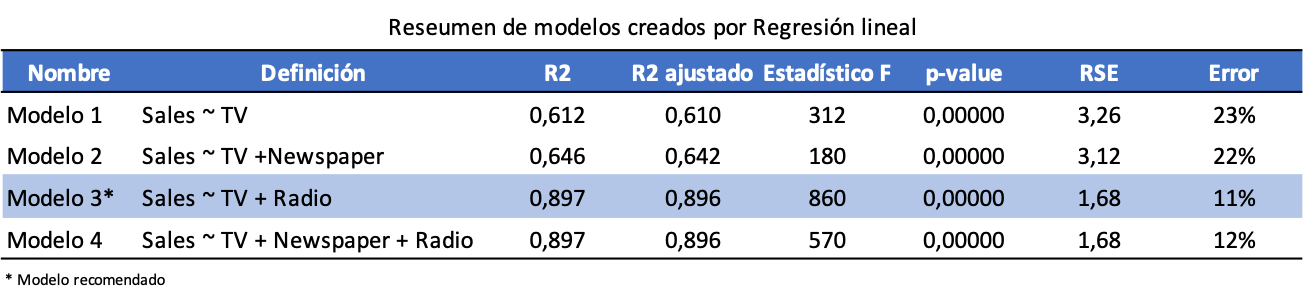 Reseumen de modelos creados por Regresión lineal
Nombre Definición R2 R2 ajustado Estadístico F p-value RSE Error
Modelo 1 Sales ~ TV 0,612 0,610 312 0,00000 3,26 23%
Modelo 2 Sales ~ TV +Newspaper 0,646 0,642 180 0,00000 3,12 22%
Modelo 3* Sales ~ TV + Radio 0,897 0,896 860 0,00000 1,68 11%
Modelo 4 Sales ~ TV + Newspaper + Radio 0,897 0,896 570 0,00000 1,68 12%
* Modelo recomendado